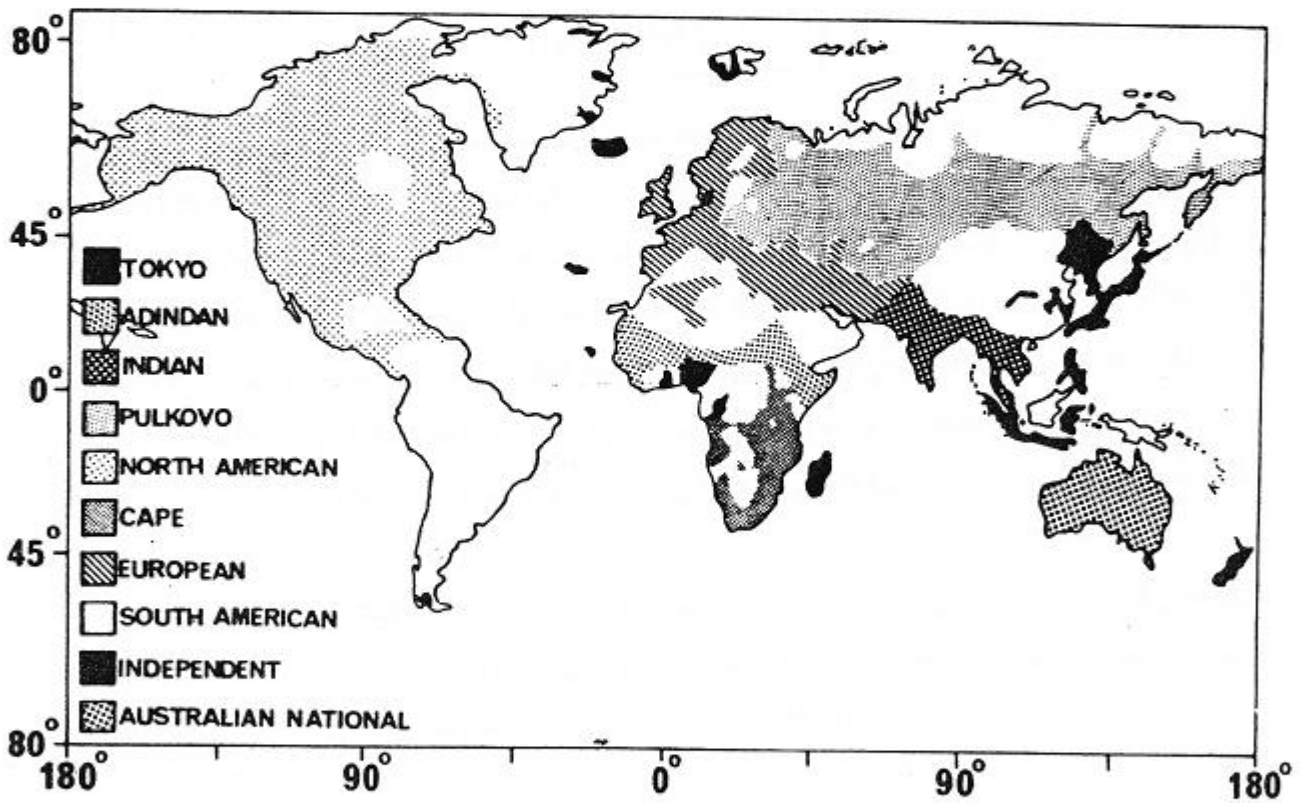 80°
45°
TOKYO
ADINDAN
INDIAN
0°
PULKOVO
NORTH AMERICAN
CAPE
45°
EUROPEAN
SOUTH AMERICAN
INDEPENDENT
AUSTRALIAN NATIONAL
80°
180° 90° 0° 90° 180°